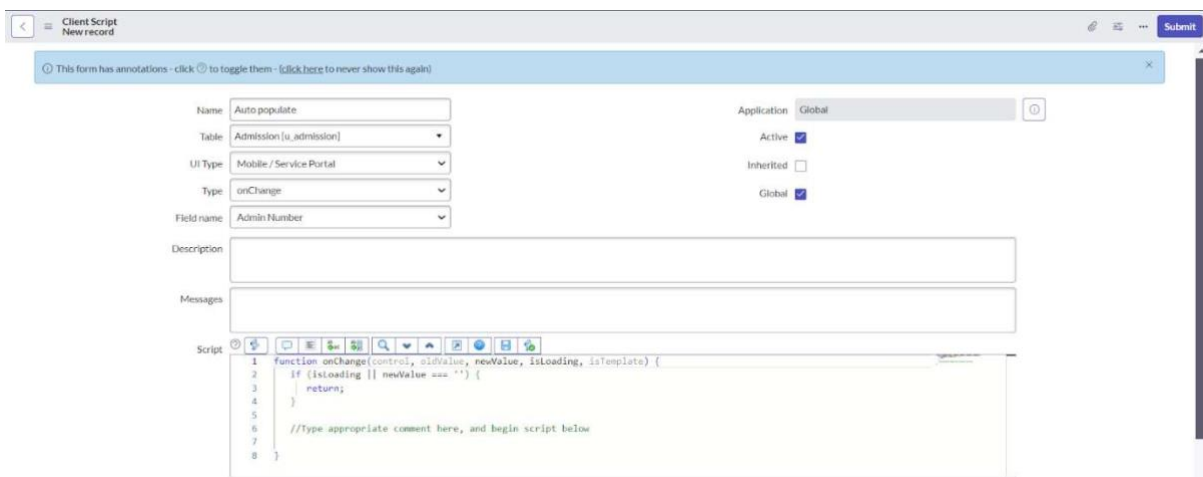 Client Script
New record
Submit
This form has annotations - click ? to toggle them - (click here to never show this again)
Name Auto populate
Application Global
Table Admission [u_admission]
Active
UI Type Mobile / Service Portal
Inherited
Type onChange
Global
Field name Admin Number
Description
Messages
Script
1 function onChange(control, oldValue, newValue, isLoading, isTemplate) {
2 if (isLoading || newValue === '') {
3 return;
4 }
5
6 //Type appropriate comment here, and begin script below
7
8 }